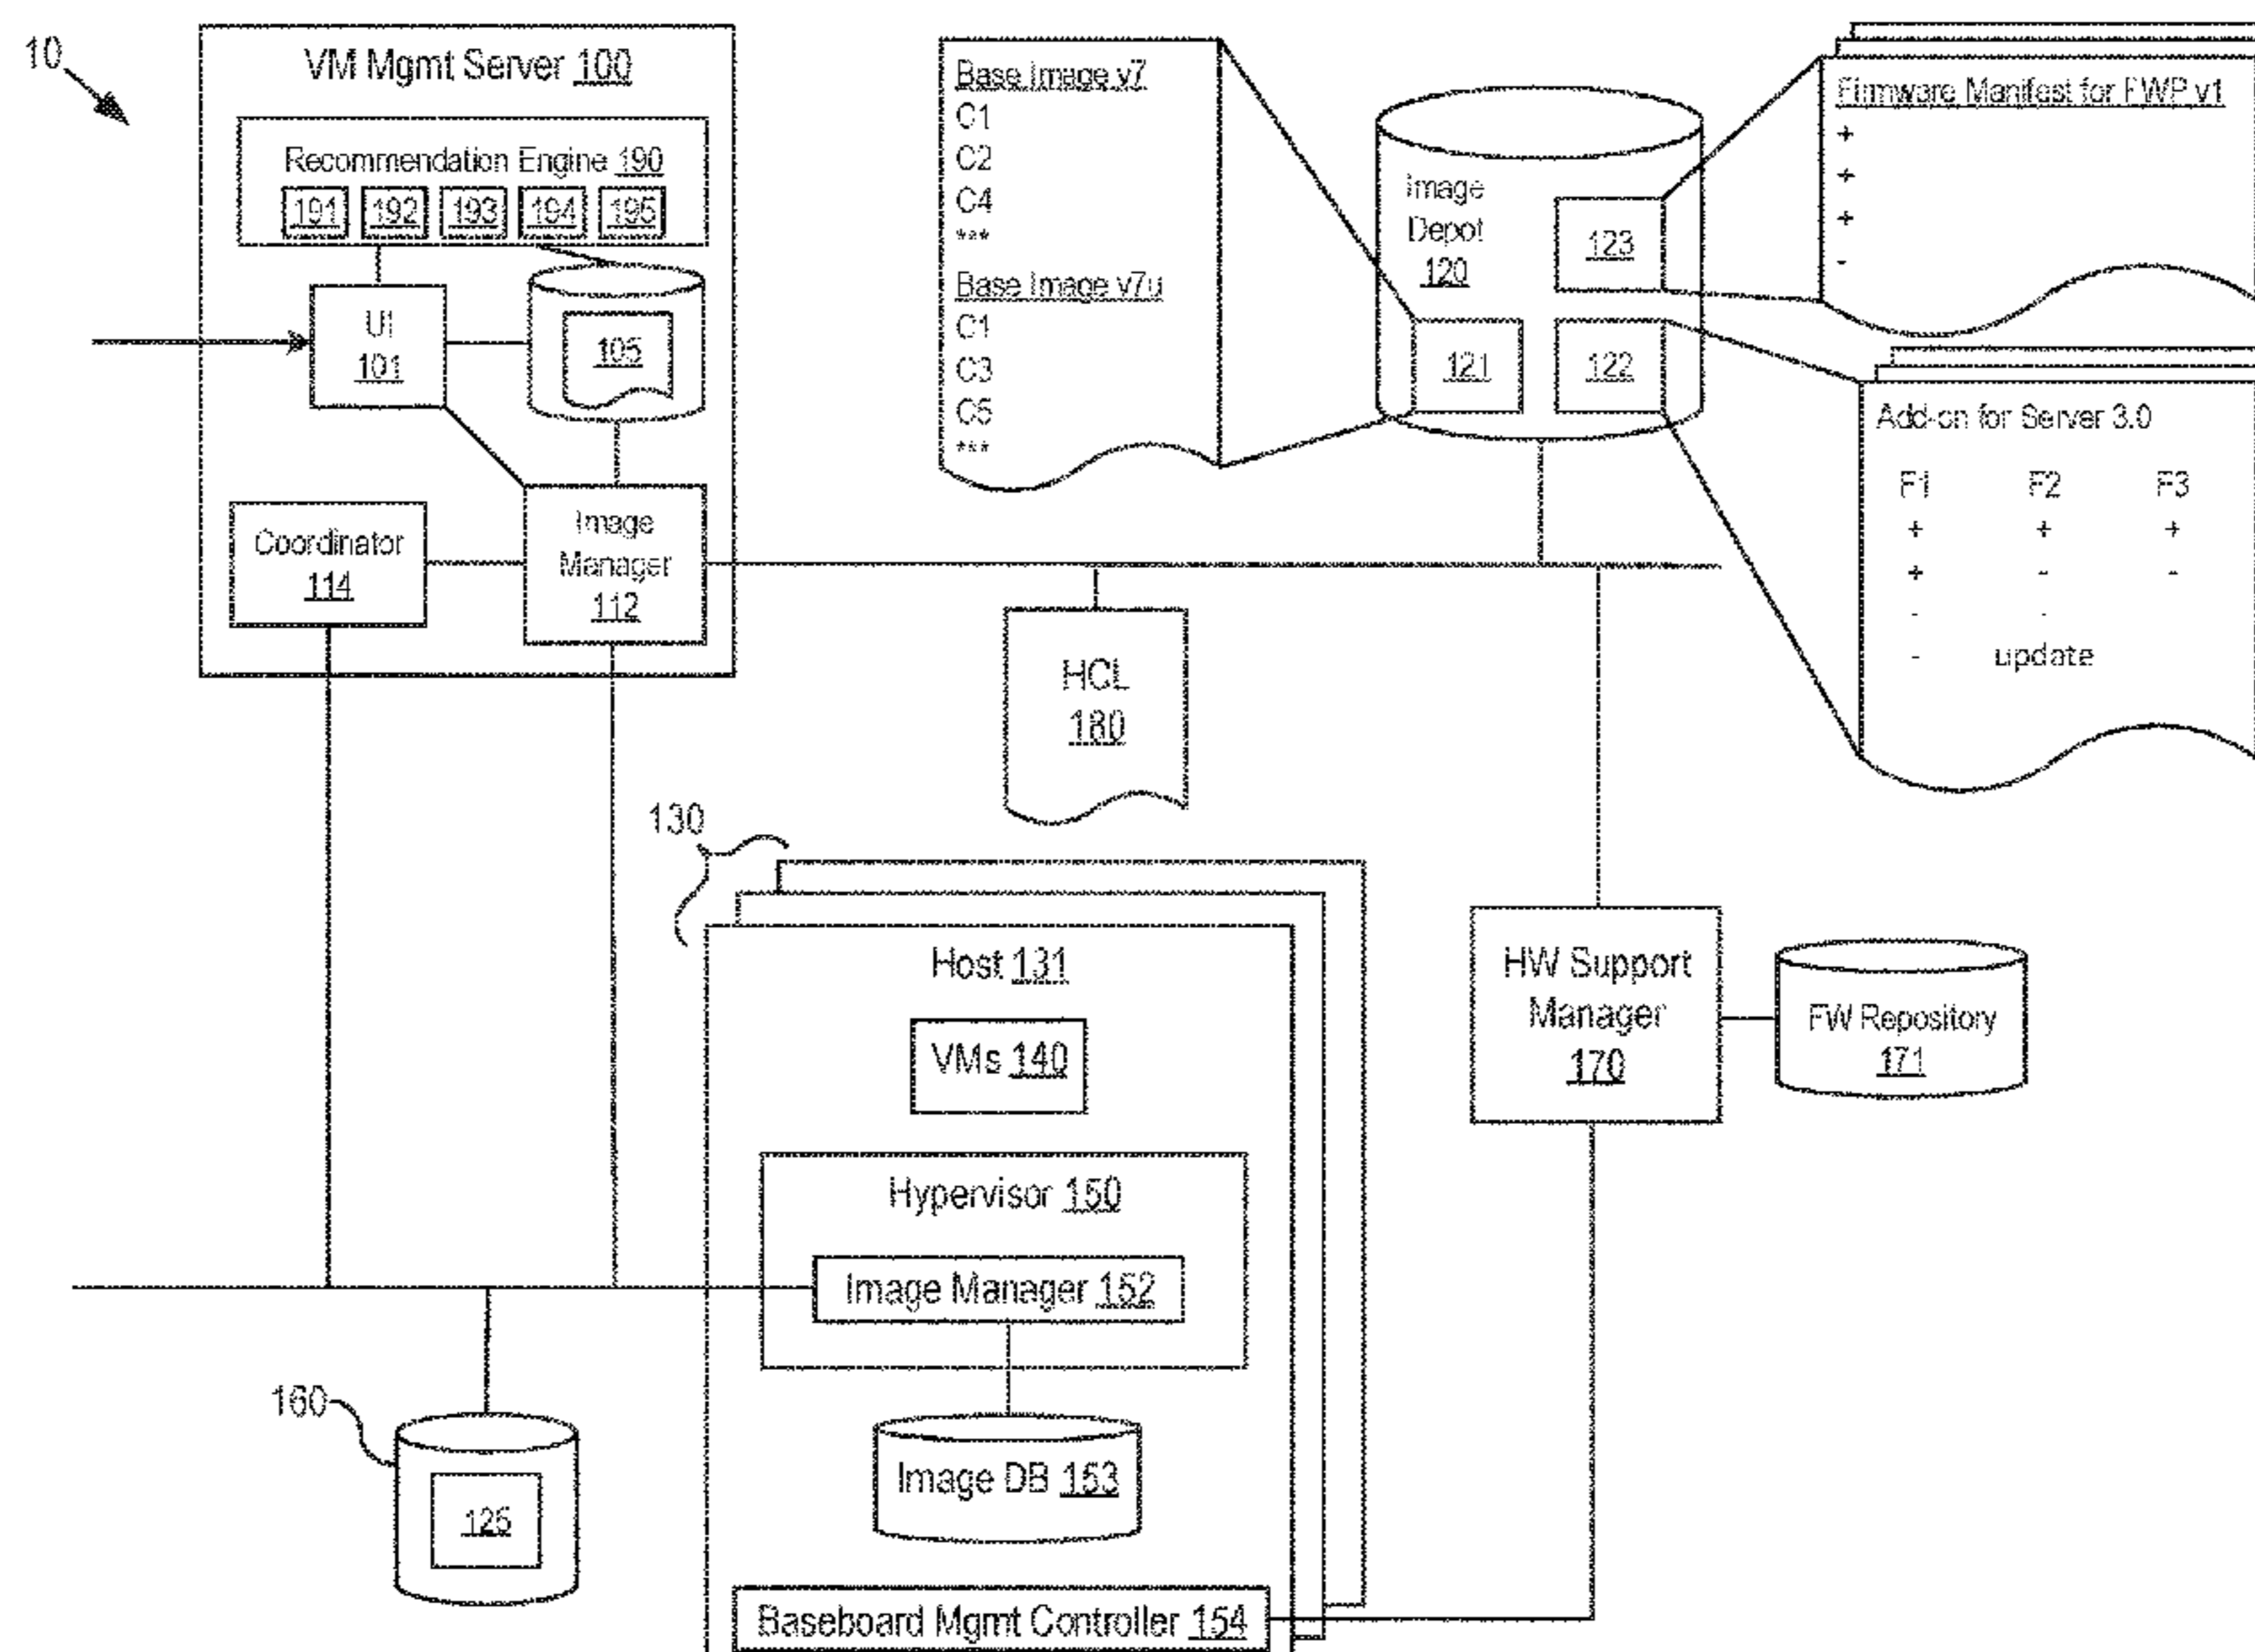 10
VM Mgmt Server 100
Recommendation Engine 190
191 192 193 194 195
UI
101
105
Coordinator
114
Image
Manager
112
Base Image v7
C1
C2
C4
***
Base Image v7u
C1
C3
C5
***
Image
Depot
120
123
121
122
Firmware Manifest for FWP v1
+
+
+
-
Add-on for Server 3.0
F1 F2 F3
+ + +
+ - -
- -
- update
HCL
180
130
Host 131
VMs 140
Hypervisor 150
Image Manager 152
Image DB 153
Baseboard Mgmt Controller 154
HW Support
Manager
170
FW Repository
171
160
125